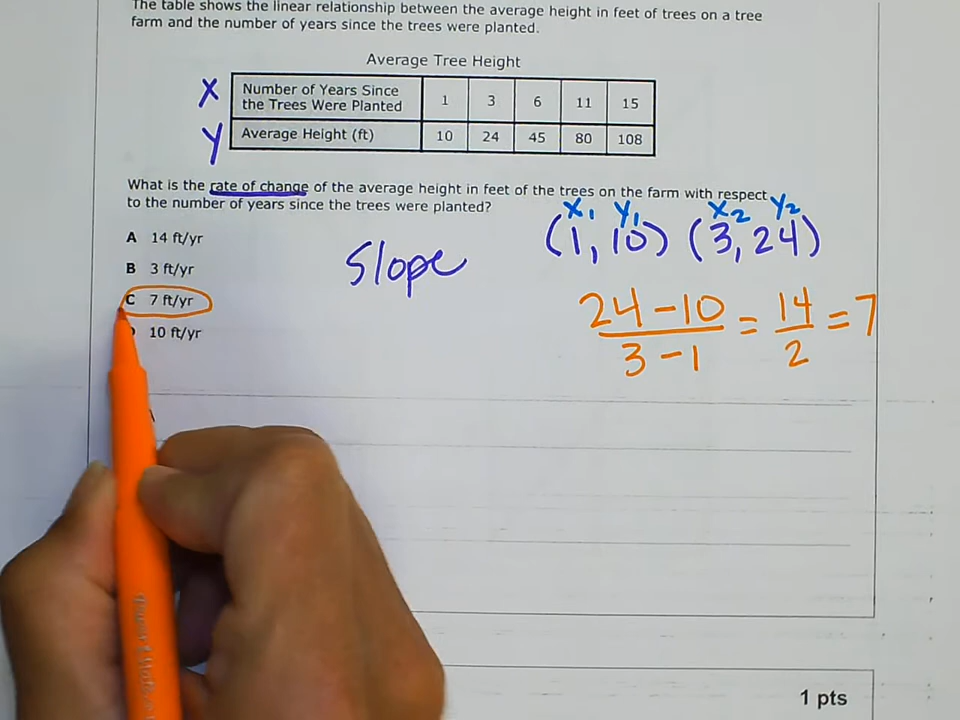 The table shows the linear relationship between the average height in feet of trees on a tree
farm and the number of years since the trees were planted.
Average Tree Height
X Number of Years Since the Trees Were Planted 1 3 6 11 15
Y Average Height (ft) 10 24 45 80 108
What is the rate of change of the average height in feet of the trees on the farm with respect
to the number of years since the trees were planted?
X1 Y1 X2 Y2
(1, 10) (3, 24)
A 14 ft/yr
Slope
B 3 ft/yr
C 7 ft/yr
24 - 10 / 3 - 1 = 14 / 2 = 7
10 ft/yr
1 pts